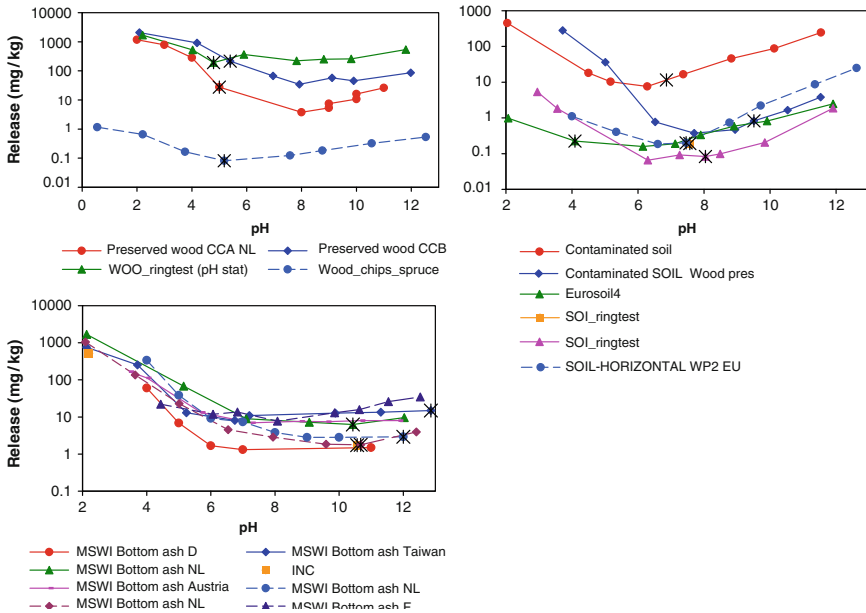 10000
1000
100
10
1
0.1
0.01
Release (mg/kg)
0 2 4 6 8 10 12
pH
Preserved wood CCA NL
Preserved wood CCB
WOO_ringtest (pH stat)
Wood_chips_spruce
1000
100
10
1
0.1
0.01
2 4 6 8 10 12
pH
Contaminated soil
Contaminated SOIL Wood pres
Eurosoil4
SOI_ringtest
SOI_ringtest
SOIL-HORIZONTAL WP2 EU
10000
1000
100
10
1
0.1
Release (mg/kg)
2 4 6 8 10 12
pH
MSWI Bottom ash D
MSWI Bottom ash Taiwan
MSWI Bottom ash NL
INC
MSWI Bottom ash Austria
MSWI Bottom ash NL
MSWI Bottom ash NL
MSWI Bottom ash